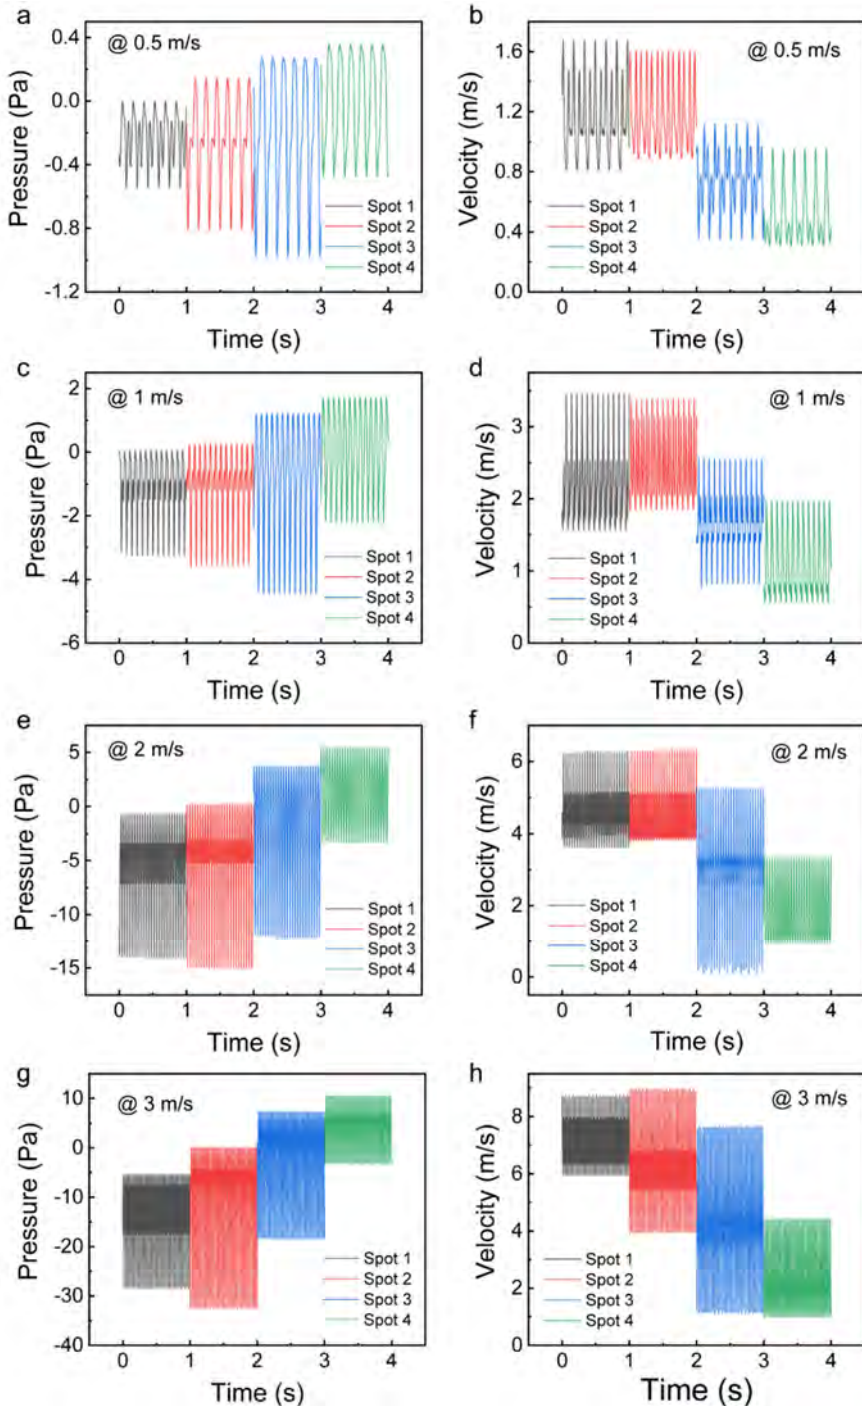 a
@ 0.5 m/s
Pressure (Pa)
0.4
0.0
-0.4
-0.8
-1.2
Spot 1
Spot 2
Spot 3
Spot 4
0 1 2 3 4
Time (s)
b
@ 0.5 m/s
Velocity (m/s)
1.6
1.2
0.8
0.4
0.0
Spot 1
Spot 2
Spot 3
Spot 4
0 1 2 3 4
Time (s)
c
@ 1 m/s
Pressure (Pa)
2
0
-2
-4
-6
Spot 1
Spot 2
Spot 3
Spot 4
0 1 2 3 4
Time (s)
d
@ 1 m/s
Velocity (m/s)
3
2
1
0
Spot 1
Spot 2
Spot 3
Spot 4
0 1 2 3 4
Time (s)
e
@ 2 m/s
Pressure (Pa)
5
0
-5
-10
-15
Spot 1
Spot 2
Spot 3
Spot 4
0 1 2 3 4
Time (s)
f
@ 2 m/s
Velocity (m/s)
6
4
2
0
Spot 1
Spot 2
Spot 3
Spot 4
0 1 2 3 4
Time (s)
g
@ 3 m/s
Pressure (Pa)
10
0
-10
-20
-30
-40
Spot 1
Spot 2
Spot 3
Spot 4
0 1 2 3 4
Time (s)
h
@ 3 m/s
Velocity (m/s)
8
6
4
2
0
Spot 1
Spot 2
Spot 3
Spot 4
0 1 2 3 4
Time (s)